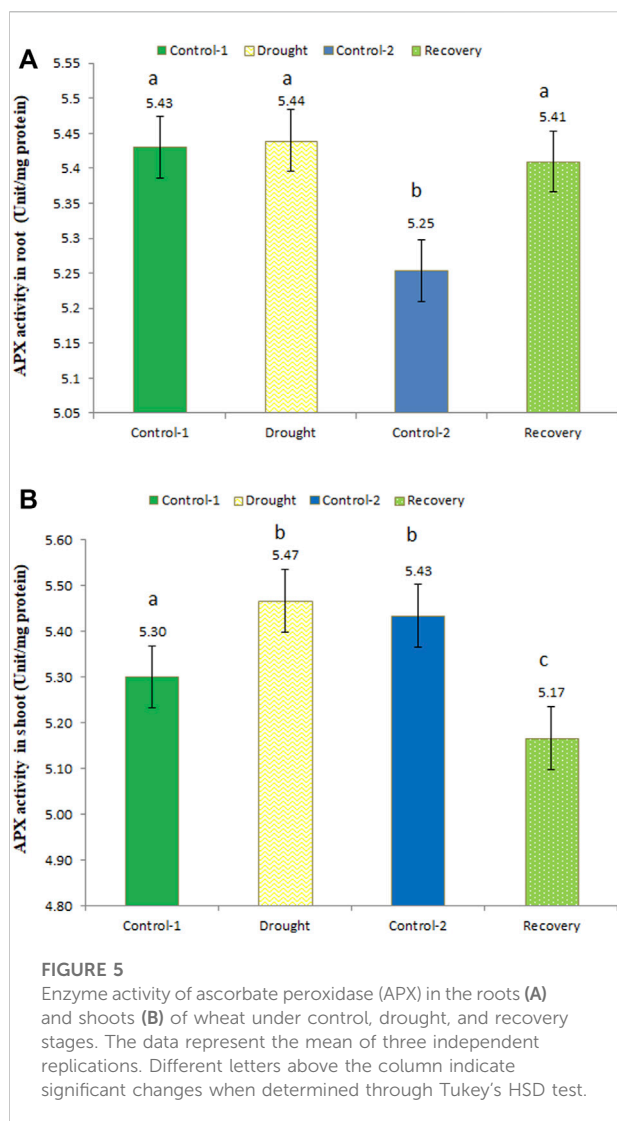 A
Control-1 Drought Control-2 Recovery
APX activity in root (Unit/mg protein)
5.55
5.5
5.45
5.4
5.35
5.3
5.25
5.2
5.15
5.1
5.05
a
5.43
a
5.44
b
5.25
a
5.41
Control-1 Drought Control-2 Recovery
B
Control-1 Drought Control-2 Recovery
APX activity in shoot (Unit/mg protein)
5.60
5.50
5.40
5.30
5.20
5.10
5.00
4.90
4.80
a
5.30
b
5.47
b
5.43
c
5.17
Control-1 Drought Control-2 Recovery
FIGURE 5
Enzyme activity of ascorbate peroxidase (APX) in the roots (A)
and shoots (B) of wheat under control, drought, and recovery
stages. The data represent the mean of three independent
replications. Different letters above the column indicate
significant changes when determined through Tukey's HSD test.